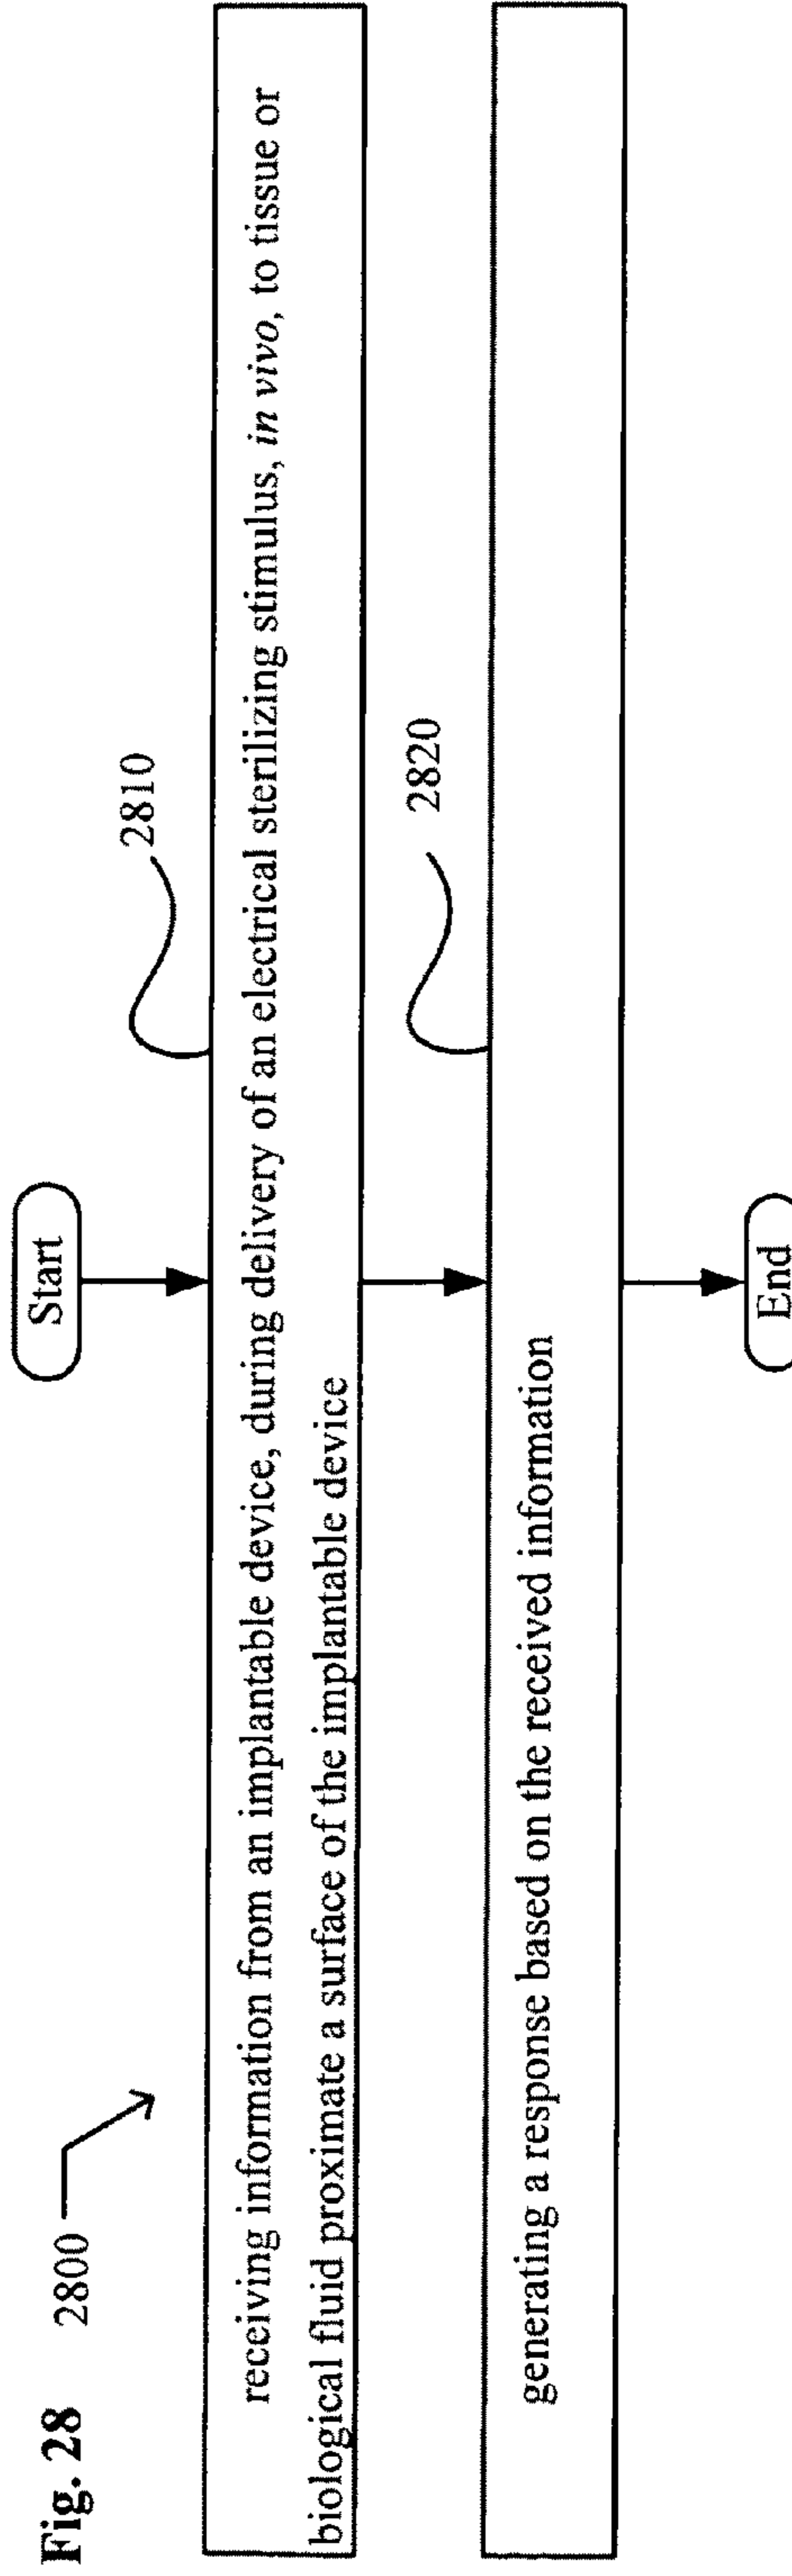 Fig. 28
2800
Start
2810
receiving information from an implantable device, during delivery of an electrical sterilizing stimulus, in vivo, to tissue or
biological fluid proximate a surface of the implantable device
2820
generating a response based on the received information
End